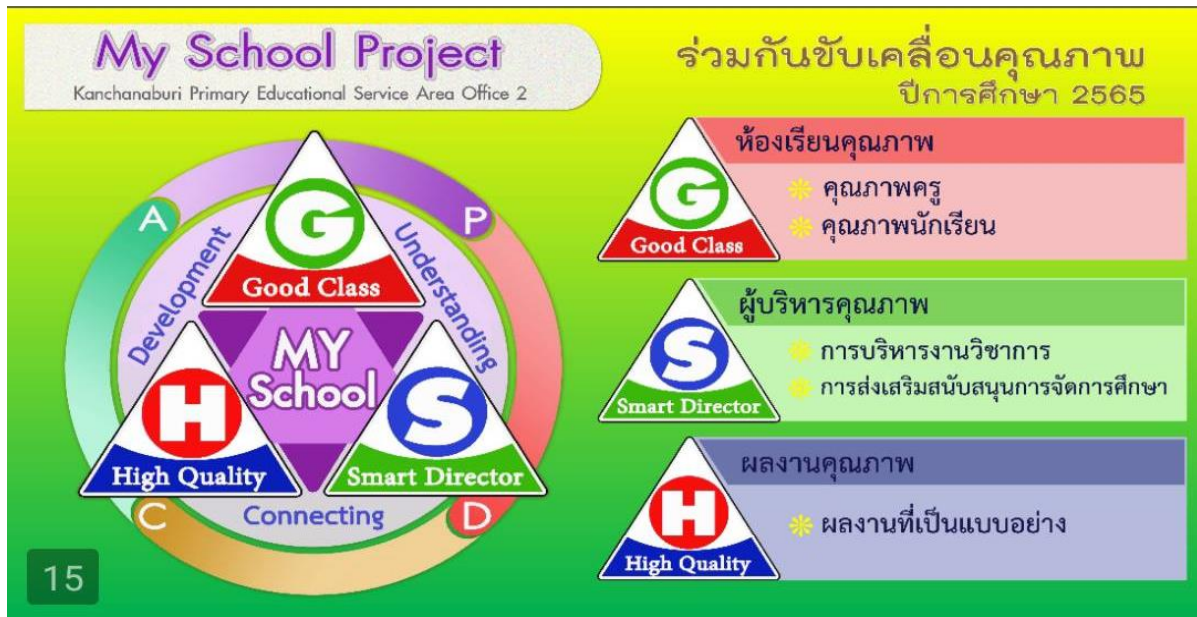 My School Project
Kanchanaburi Primary Educational Service Area Office 2
ร่วมกันขับเคลื่อนคุณภาพ
ปีการศึกษา 2565
A
P
D
C
Development
Understanding
Connecting
G
Good Class
MY
School
H
High Quality
S
Smart Director
G
Good Class
ห้องเรียนคุณภาพ
คุณภาพครู
คุณภาพนักเรียน
S
Smart Director
ผู้บริหารคุณภาพ
การบริหารงานวิชาการ
การส่งเสริมสนับสนุนการจัดการศึกษา
H
High Quality
ผลงานคุณภาพ
ผลงานที่เป็นแบบอย่าง
15